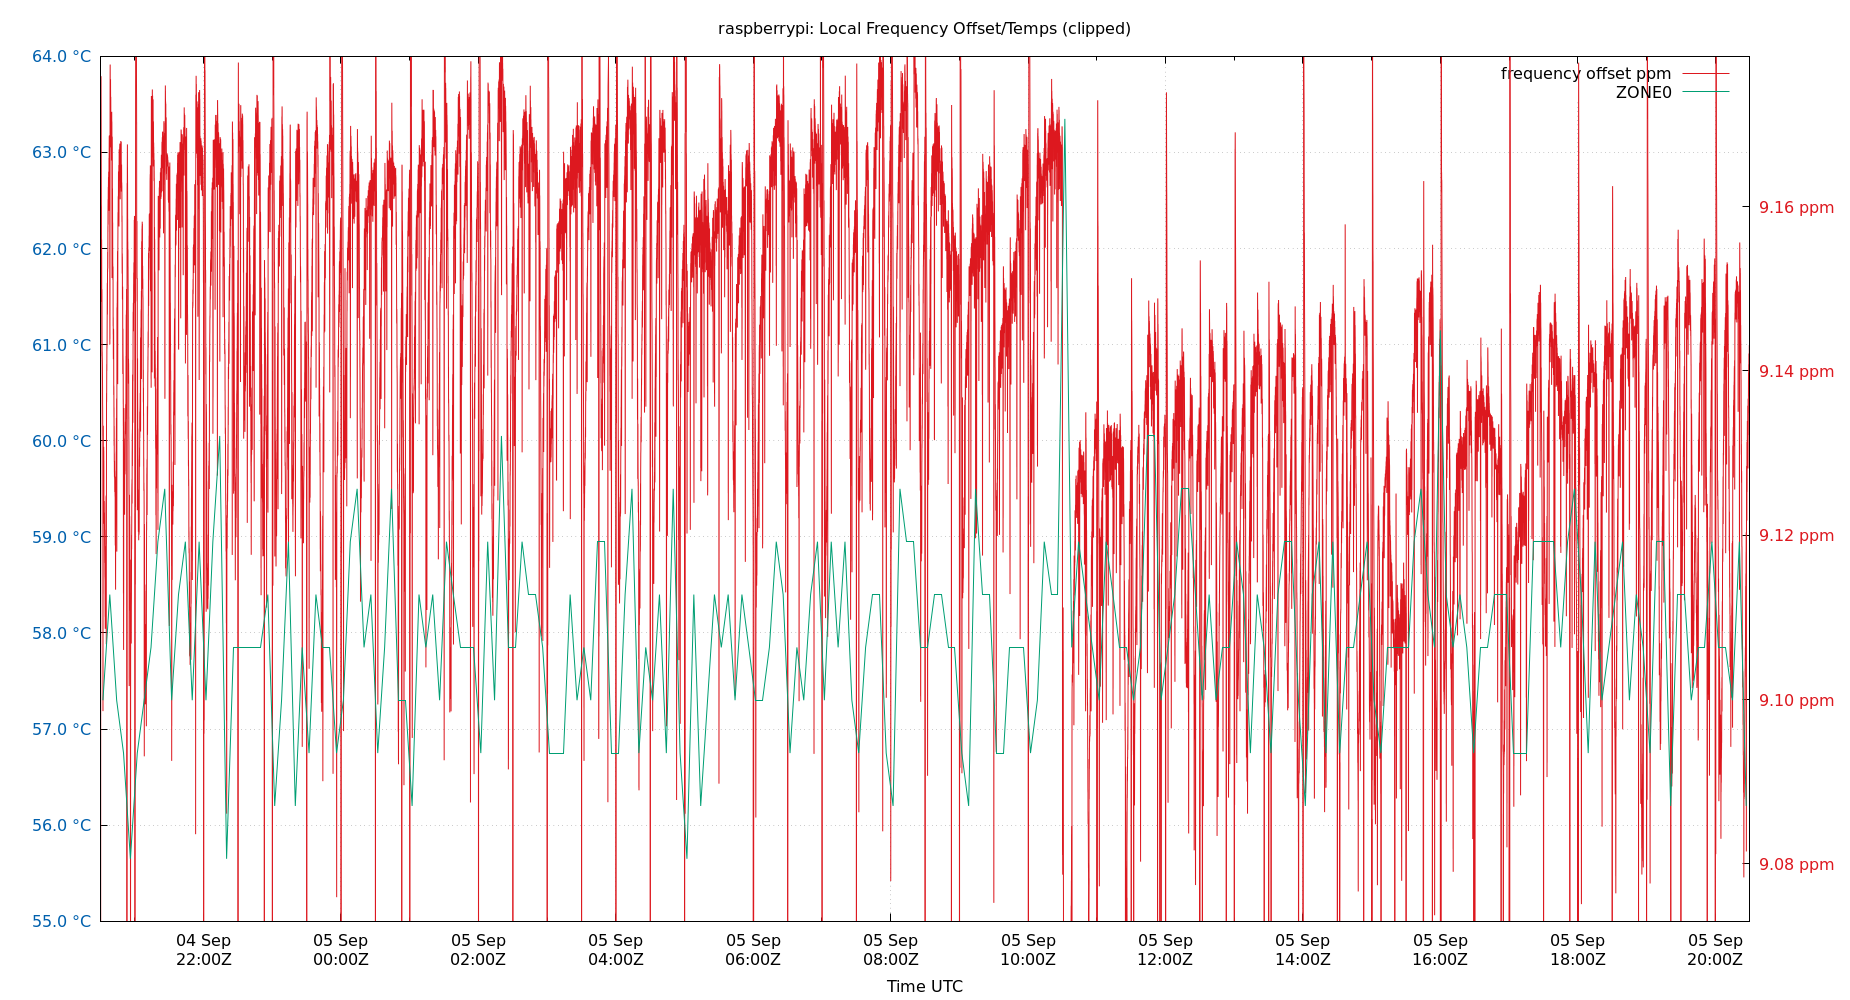 raspberrypi: Local Frequency Offset/Temps (clipped)
64.0 °C
63.0 °C
62.0 °C
61.0 °C
60.0 °C
59.0 °C
58.0 °C
57.0 °C
56.0 °C
55.0 °C
frequency offset ppm
ZONE0
9.16 ppm
9.14 ppm
9.12 ppm
9.10 ppm
9.08 ppm
04 Sep 05 Sep 05 Sep 05 Sep 05 Sep 05 Sep 05 Sep 05 Sep 05 Sep 05 Sep 05 Sep 05 Sep
22:00Z 00:00Z 02:00Z 04:00Z 06:00Z 08:00Z 10:00Z 12:00Z 14:00Z 16:00Z 18:00Z 20:00Z
Time UTC